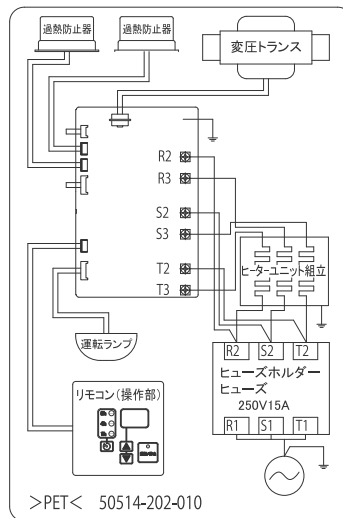 過熱防止器
過熱防止器
変圧トランス
R2
R3
S2
S3
T2
T3
ヒーターユニット組立
運転ランプ
R2 S2 T2
ヒューズホルダー
ヒューズ
250V15A
R1 S1 T1
リモコン(操作部)
>PET< 50514-202-010